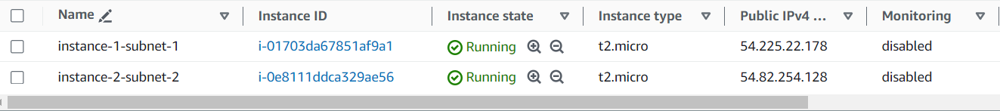 Name Instance ID Instance state Instance type Public IPv4 ... Monitoring
instance-1-subnet-1 i-01703da67851af9a1 Running t2.micro 54.225.22.178 disabled
instance-2-subnet-2 i-0e8111ddca329ae56 Running t2.micro 54.82.254.128 disabled